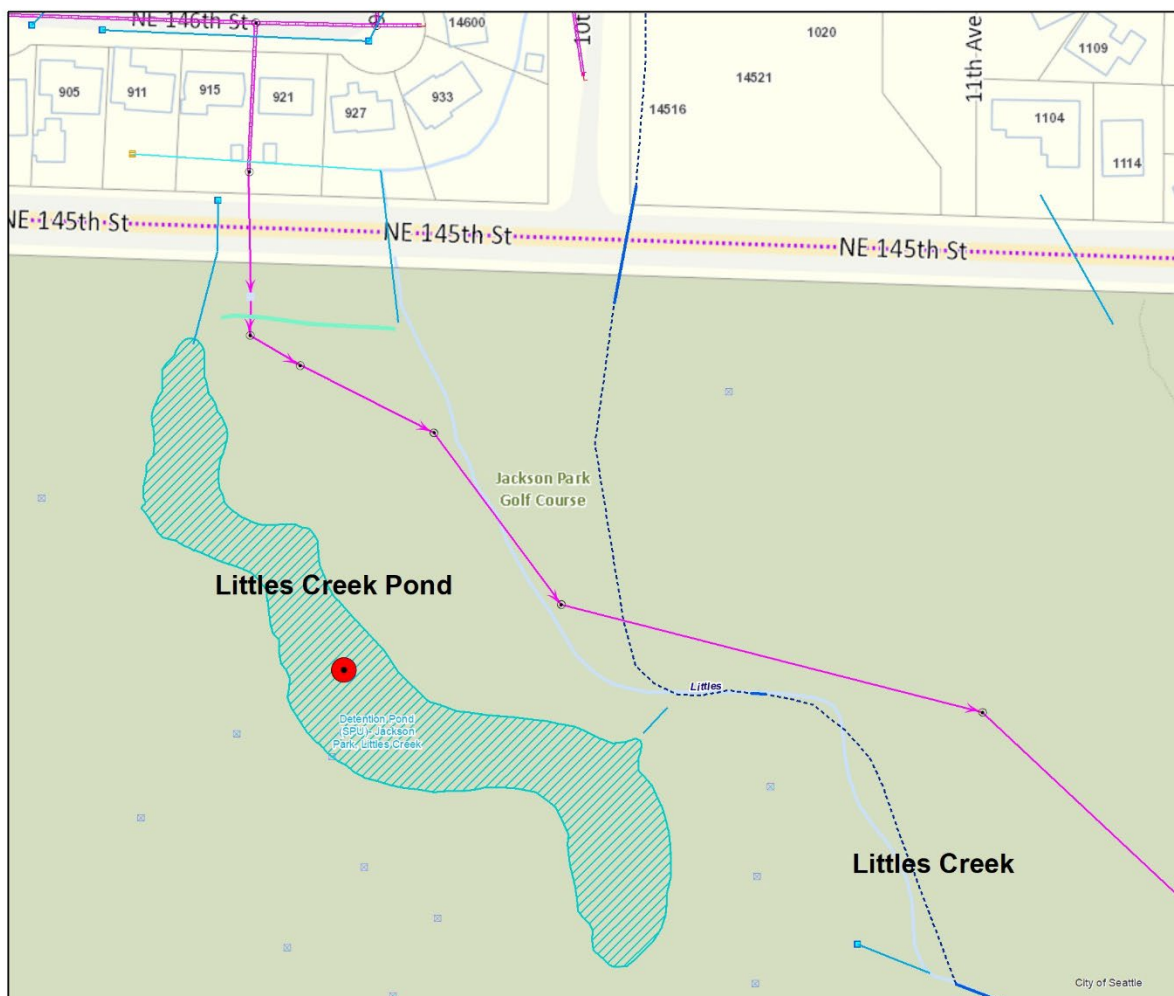 NE 146th St
14600
10t
1020
14521
11th Ave
1109
905
911
915
921
927
933
14516
1104
1114
NE 145th St
NE 145th St
NE 145th St
Jackson Park
Golf Course
Littles Creek Pond
Littles
Detention Pond
(SPU)- Jackson
Park, Littles Creek
Littles Creek
City of Seattle